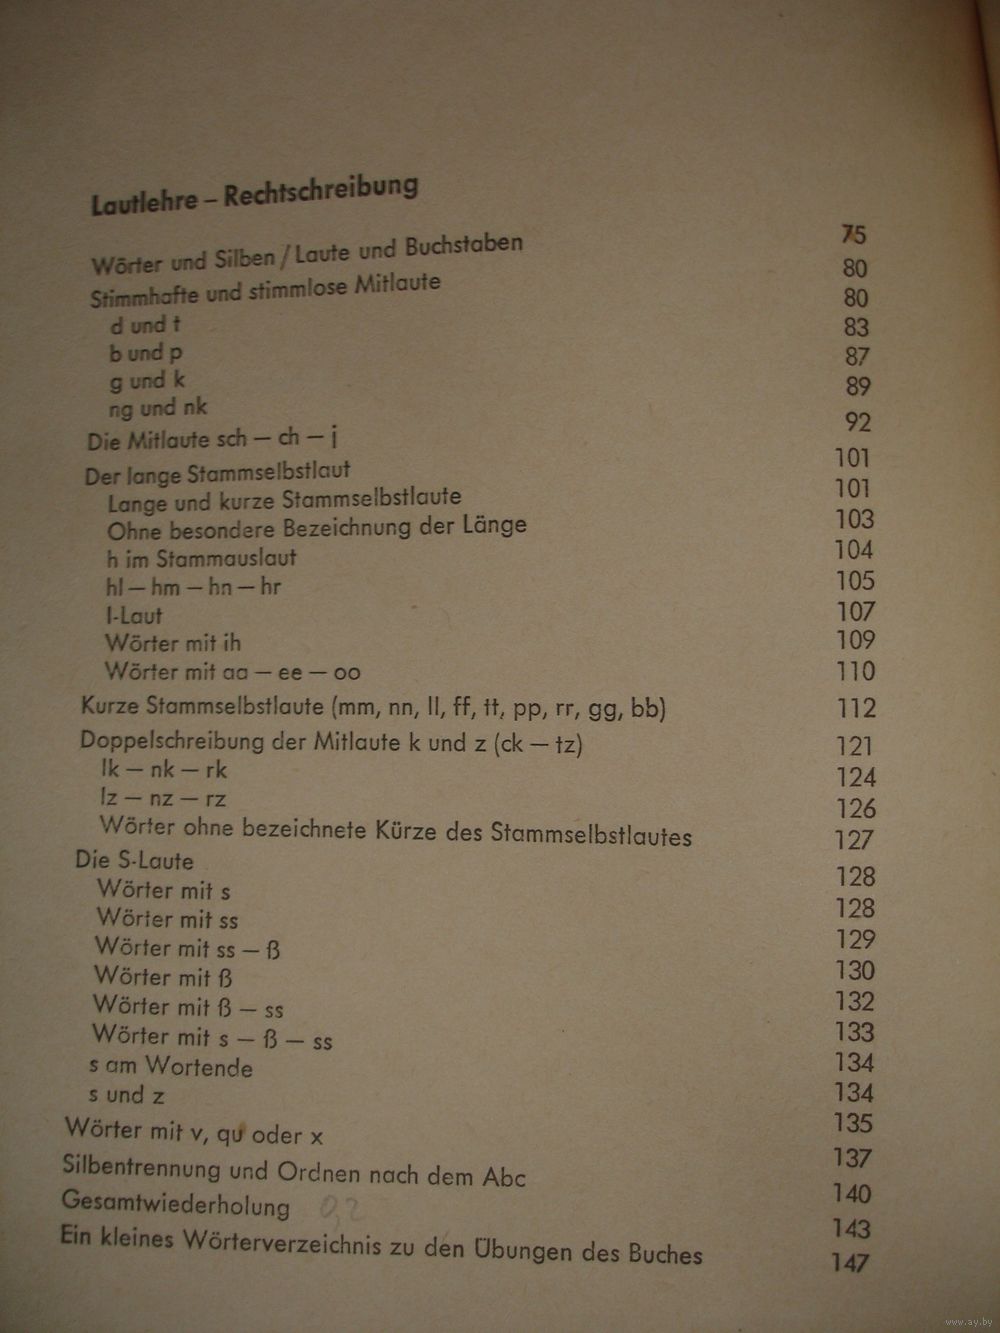 Lautlehre – Rechtschreibung
Wörter und Silben / Laute und Buchstaben 75
Stimmhafte und stimmlose Mitlaute 80
d und t 80
b und p 83
g und k 87
ng und nk 89
Die Mitlaute sch — ch — j 92
Der lange Stammselbstlaut 101
Lange und kurze Stammselbstlaute 101
Ohne besondere Bezeichnung der Länge 103
h im Stammauslaut 104
hl — hm — hn — hr 105
I-Laut 107
Wörter mit ih 109
Wörter mit aa — ee — oo 110
Kurze Stammselbstlaute (mm, nn, ll, ff, tt, pp, rr, gg, bb) 112
Doppelschreibung der Mitlaute k und z (ck — tz) 121
lk — nk — rk 124
lz — nz — rz 126
Wörter ohne bezeichnete Kürze des Stammselbstlautes 127
Die S-Laute 128
Wörter mit s 128
Wörter mit ss 129
Wörter mit ss — ß 130
Wörter mit ß 132
Wörter mit ß — ss 133
Wörter mit s — ß — ss 134
s am Wortende 134
s und z 135
Wörter mit v, qu oder x 137
Silbentrennung und Ordnen nach dem Abc 140
Gesamtwiederholung 143
Ein kleines Wörterverzeichnis zu den Übungen des Buches 147
www.ay.by